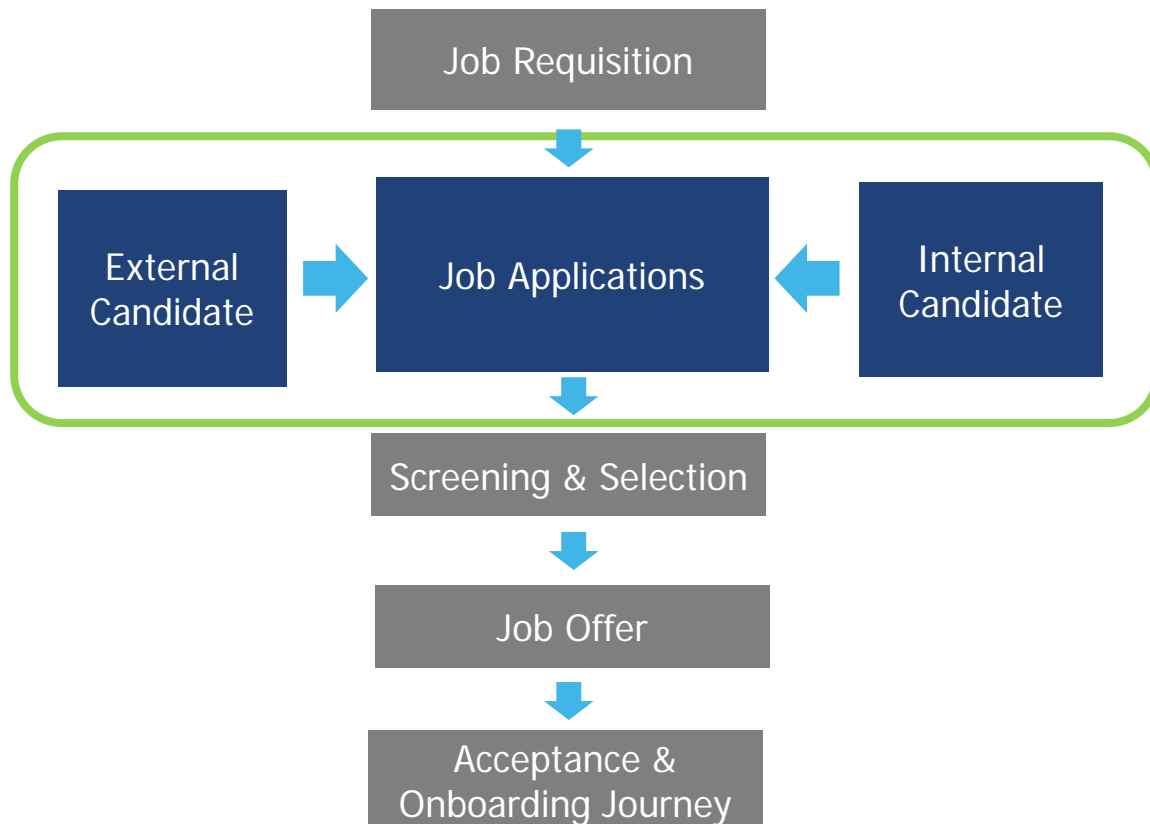 Job Requisition
External
Candidate
Job Applications
Internal
Candidate
Screening & Selection
Job Offer
Acceptance &
Onboarding Journey